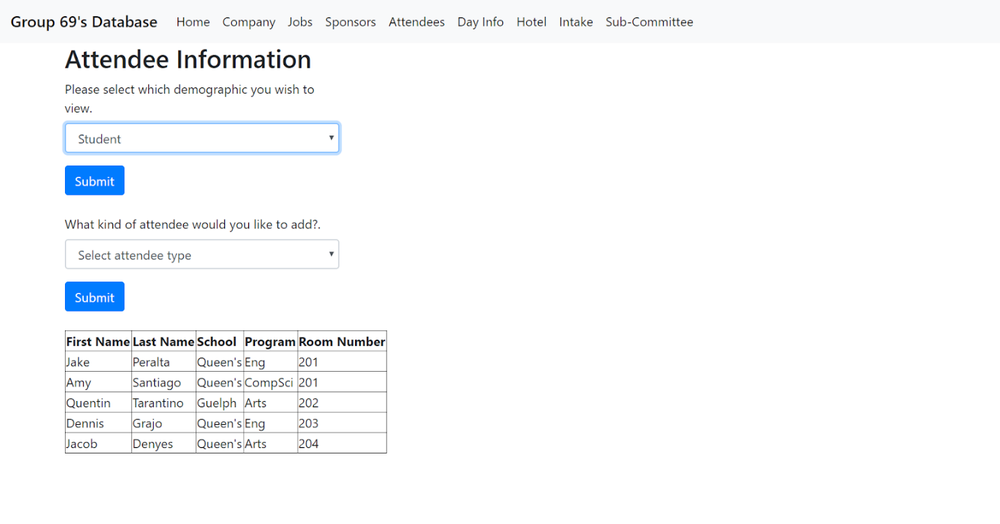 Group 69's Database Home Company Jobs Sponsors Attendees Day Info Hotel Intake Sub-Committee
Attendee Information
Please select which demographic you wish to
view.
Student
Submit
What kind of attendee would you like to add?.
Select attendee type
Submit
First Name Last Name School Program Room Number
Jake Peralta Queen's Eng 201
Amy Santiago Queen's CompSci 201
Quentin Tarantino Guelph Arts 202
Dennis Grajo Queen's Eng 203
Jacob Denyes Queen's Arts 204